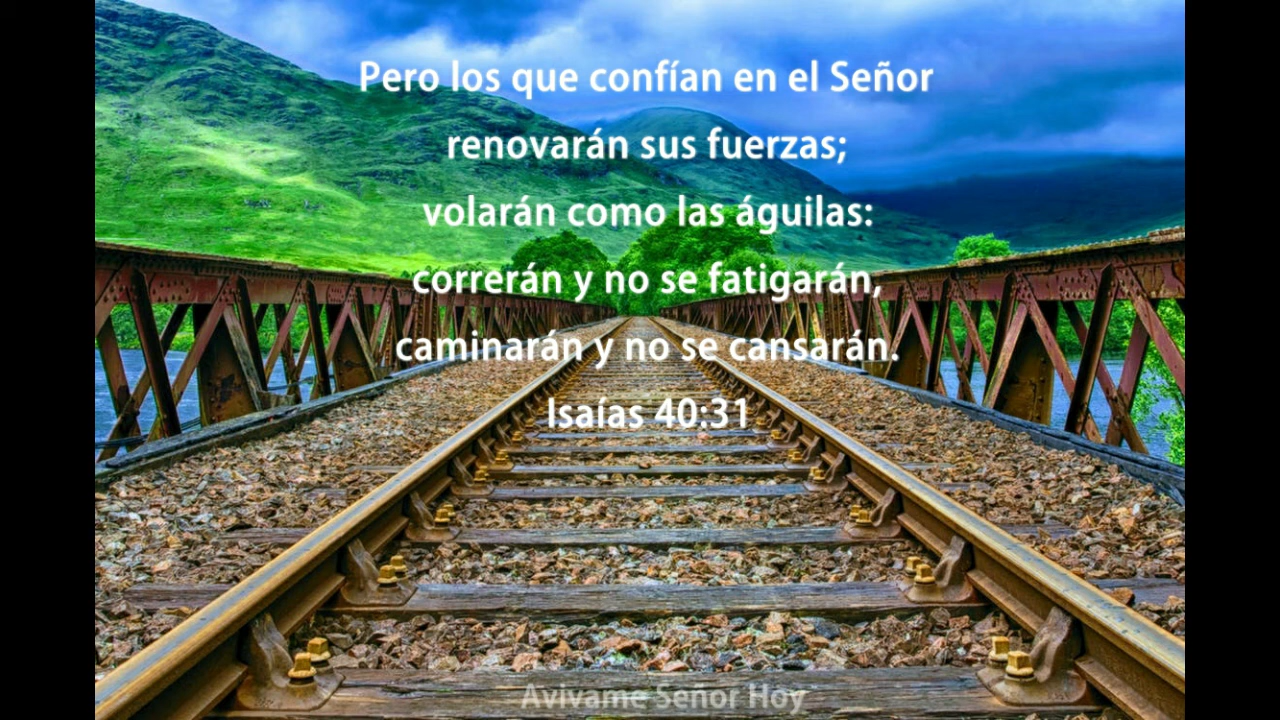 Pero los que confían en el Señor
renovarán sus fuerzas;
volarán como las águilas:
correrán y no se fatigarán,
caminarán y no se cansarán.
Isaías 40:31
Avivame Señor Hoy